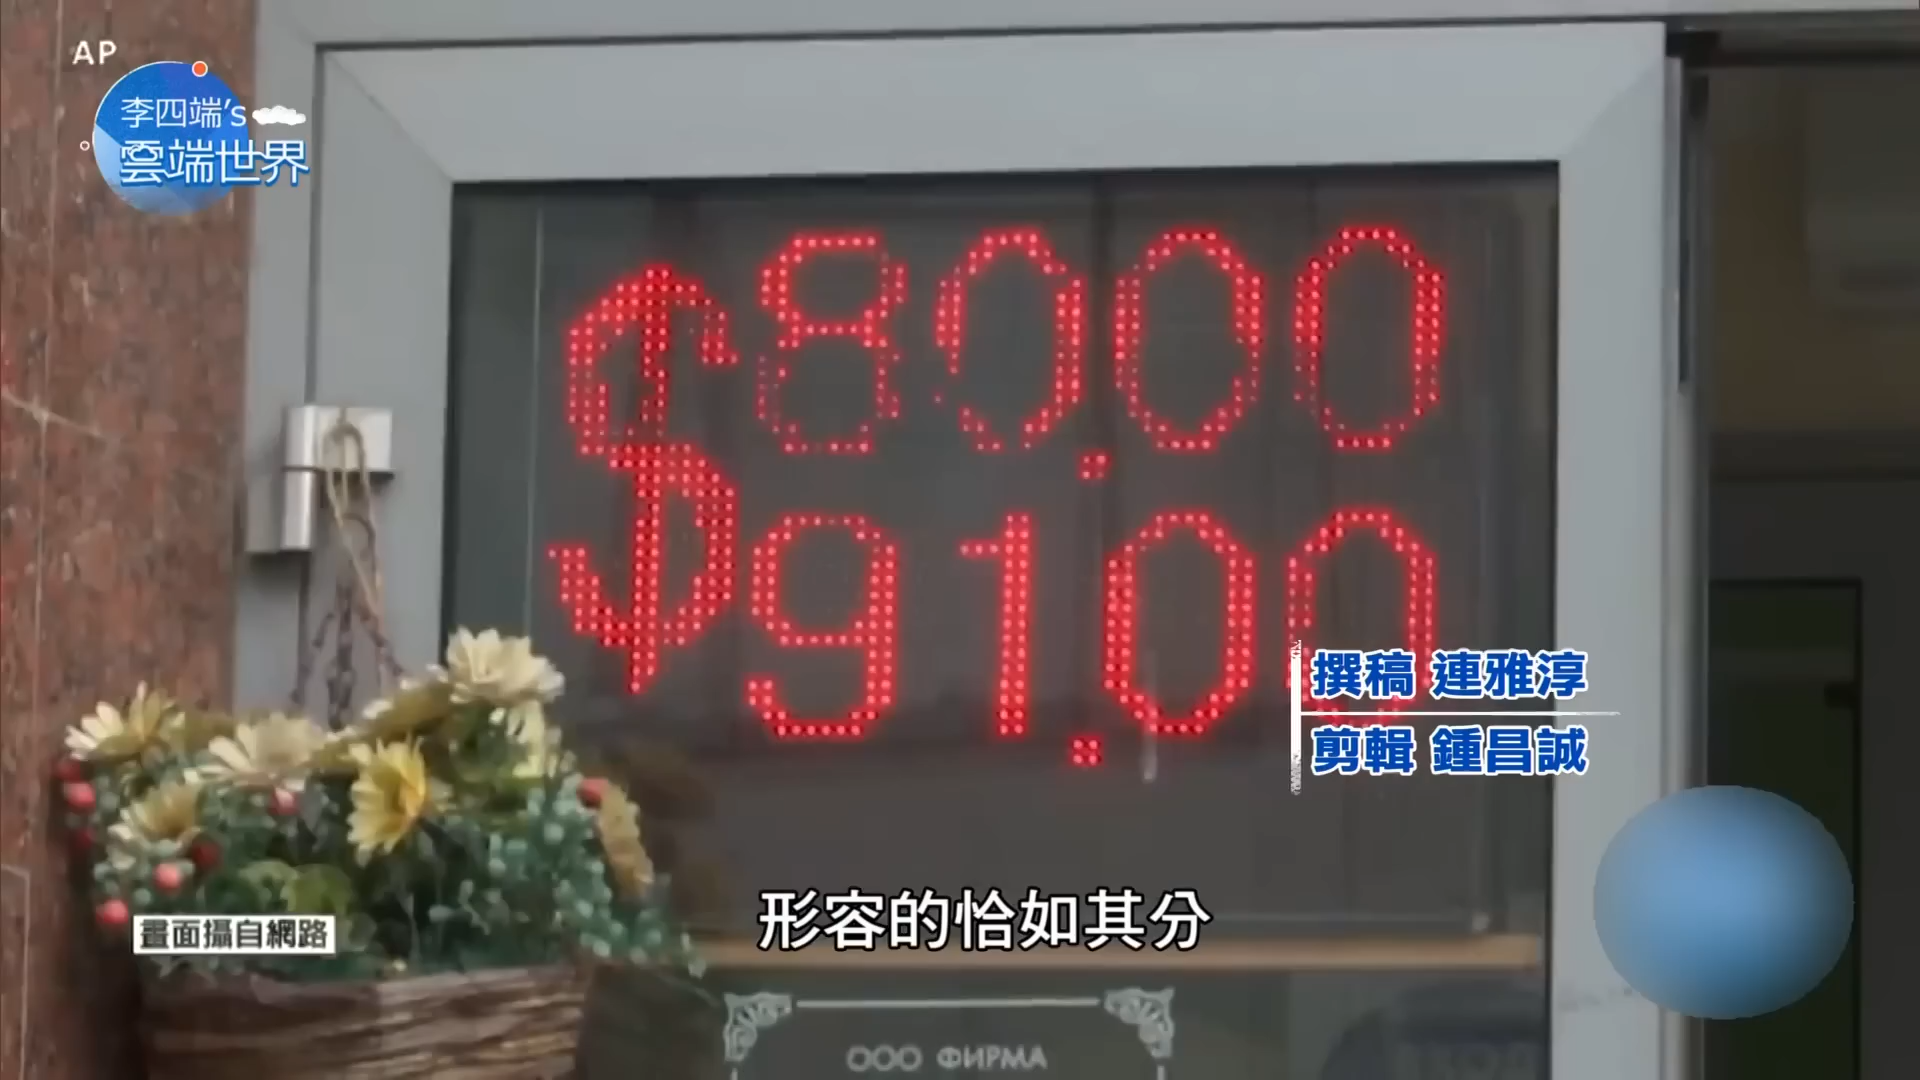 AP
李四端's
雲端世界
$ 80.00
91.00
撰稿 連雅淳
剪輯 鍾昌誠
形容的恰如其分
畫面攝自網路
ООО ФИРМА